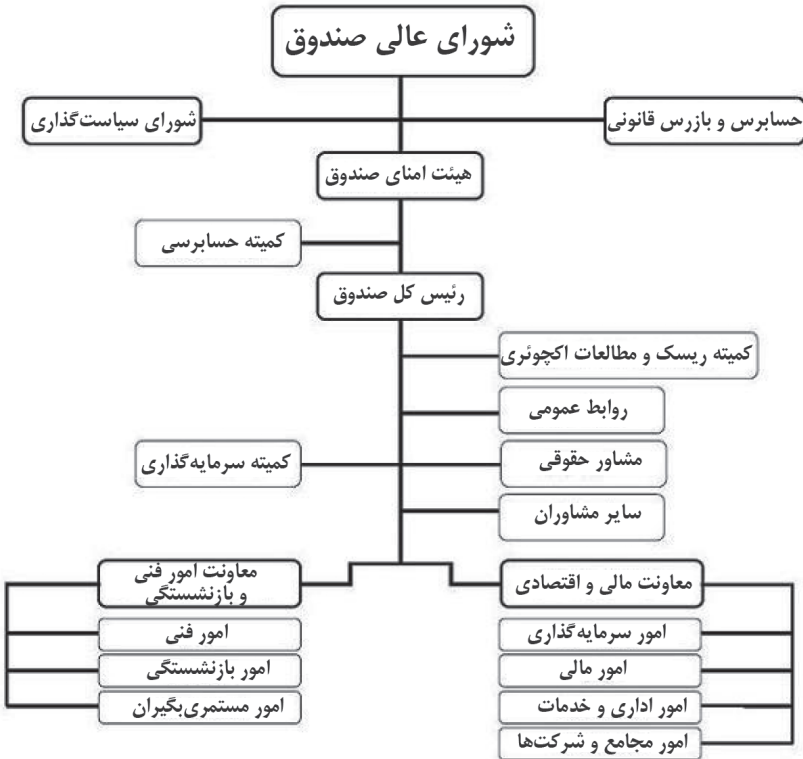 شورای عالی صندوق
حسابرس و بازرس قانونی
شورای سیاست‌گذاری
هیئت امنای صندوق
کمیته حسابرسی
رئیس کل صندوق
کمیته ریسک و مطالعات اکچوئری
روابط عمومی
مشاور حقوقی
کمیته سرمایه‌گذاری
سایر مشاوران
معاونت مالی و اقتصادی
امور سرمایه‌گذاری
امور مالی
امور اداری و خدمات
امور مجامع و شرکت‌ها
معاونت امور فنی
و بازنشستگی
امور فنی
امور بازنشستگی
امور مستمری‌بگیران